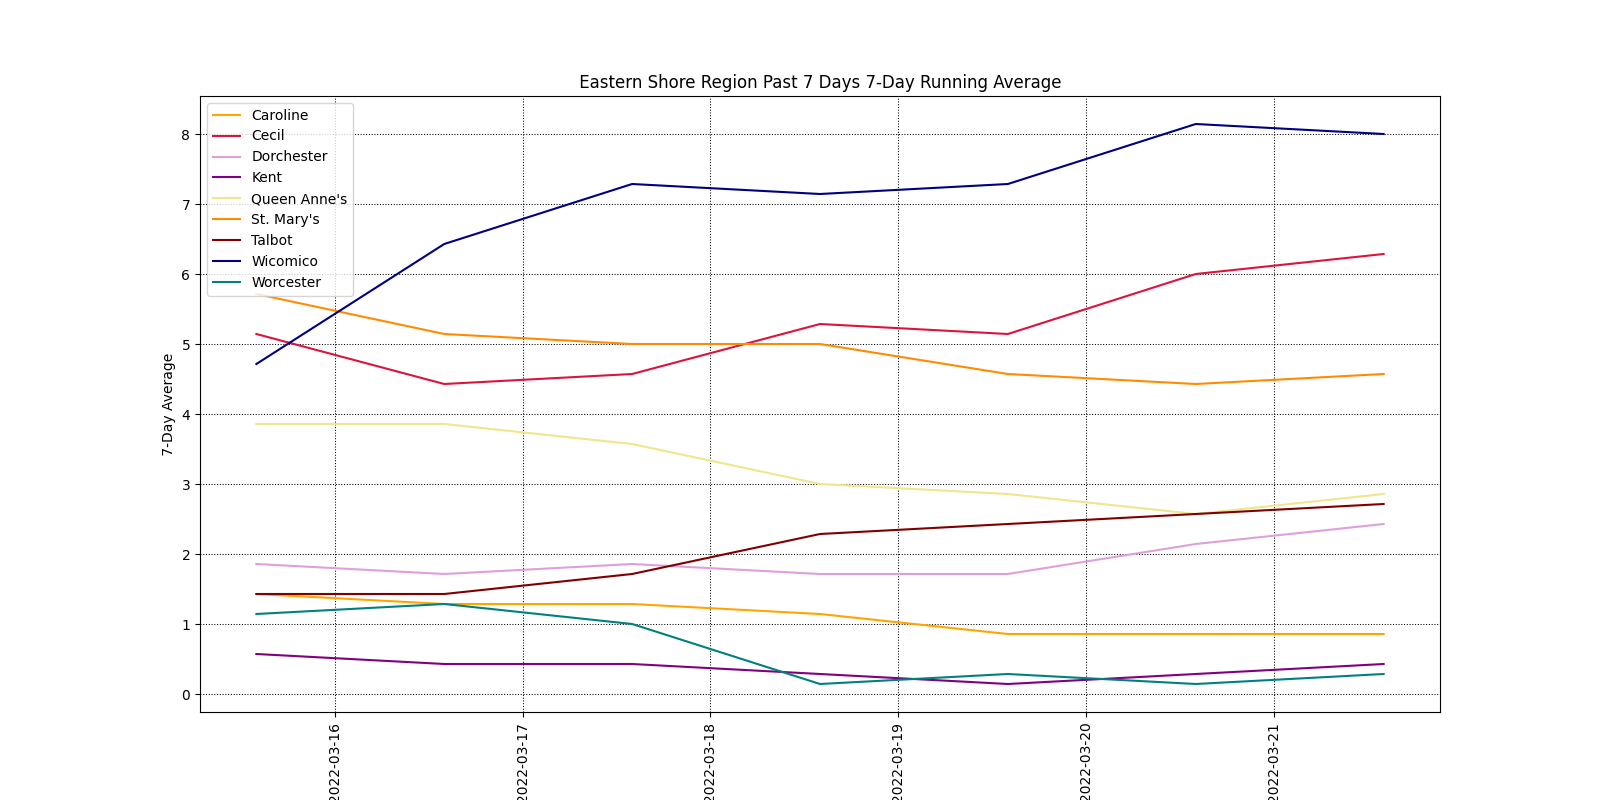 Eastern Shore Region Past 7 Days 7-Day Running Average
Caroline
Cecil
Dorchester
Kent
Queen Anne's
St. Mary's
Talbot
Wicomico
Worcester
8
7
6
5
4
3
2
1
0
7-Day Average
2022-03-16
2022-03-17
2022-03-18
2022-03-19
2022-03-20
2022-03-21